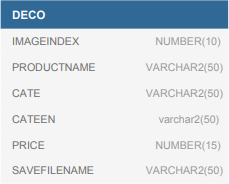 DECO
IMAGEINDEX NUMBER(10)
PRODUCTNAME VARCHAR2(50)
CATE VARCHAR2(50)
CATEEN varchar2(50)
PRICE NUMBER(15)
SAVEFILENAME VARCHAR2(50)